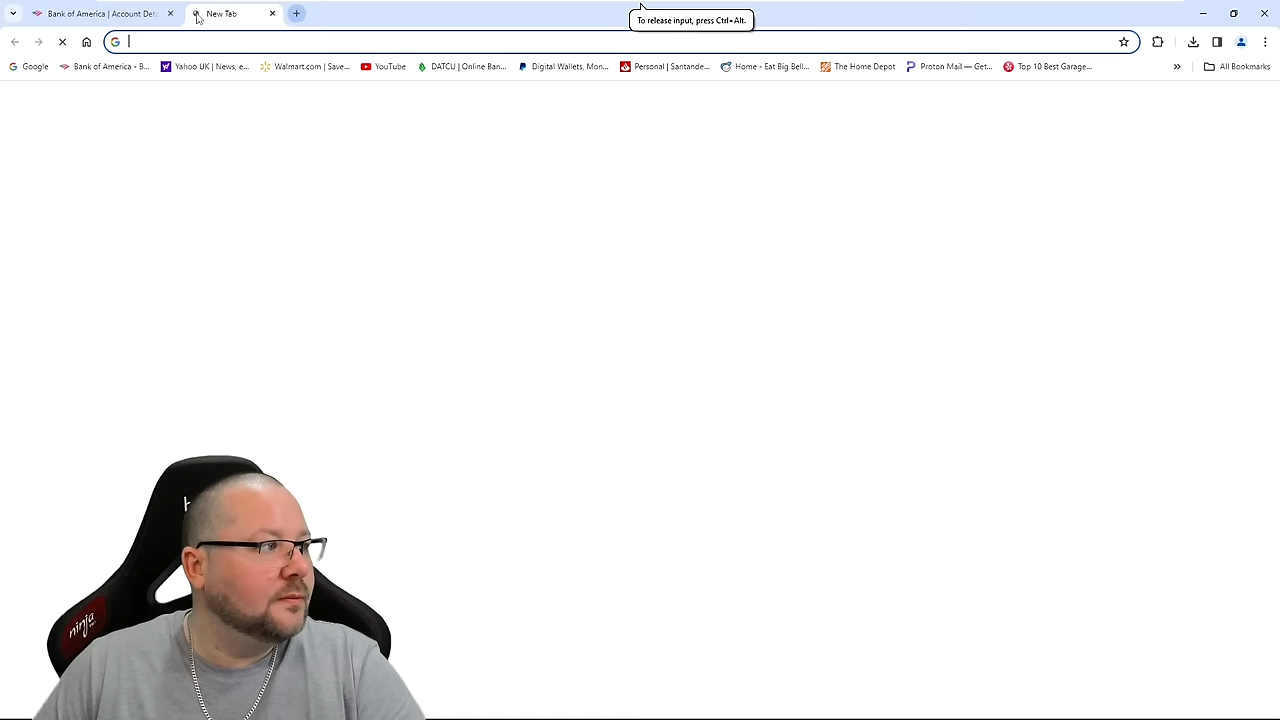 Bank of America | Account Deta
New Tab
To release input, press Ctrl+Alt.
Google
Bank of America - B...
Yahoo UK | News, e...
Walmart.com | Save...
YouTube
DATCU | Online Ban...
Digital Wallets, Mon...
Personal | Santande...
Home - Eat Big Bell...
The Home Depot
Proton Mail — Get...
Top 10 Best Garage...
All Bookmarks
ninja